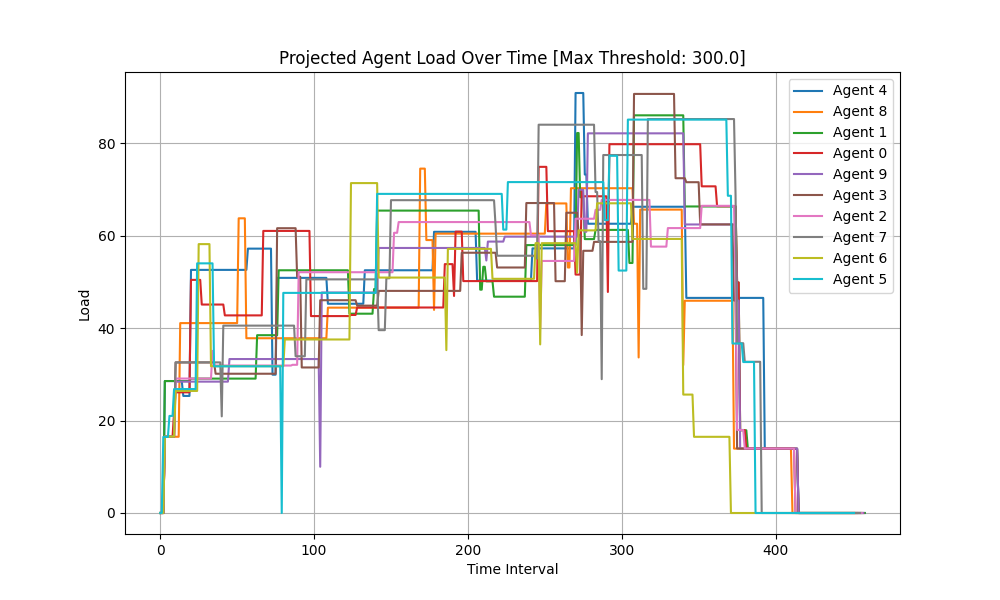 Projected Agent Load Over Time [Max Threshold: 300.0]
Load
80
60
40
20
0
0 100 200 300 400
Time Interval
Agent 4
Agent 8
Agent 1
Agent 0
Agent 9
Agent 3
Agent 2
Agent 7
Agent 6
Agent 5